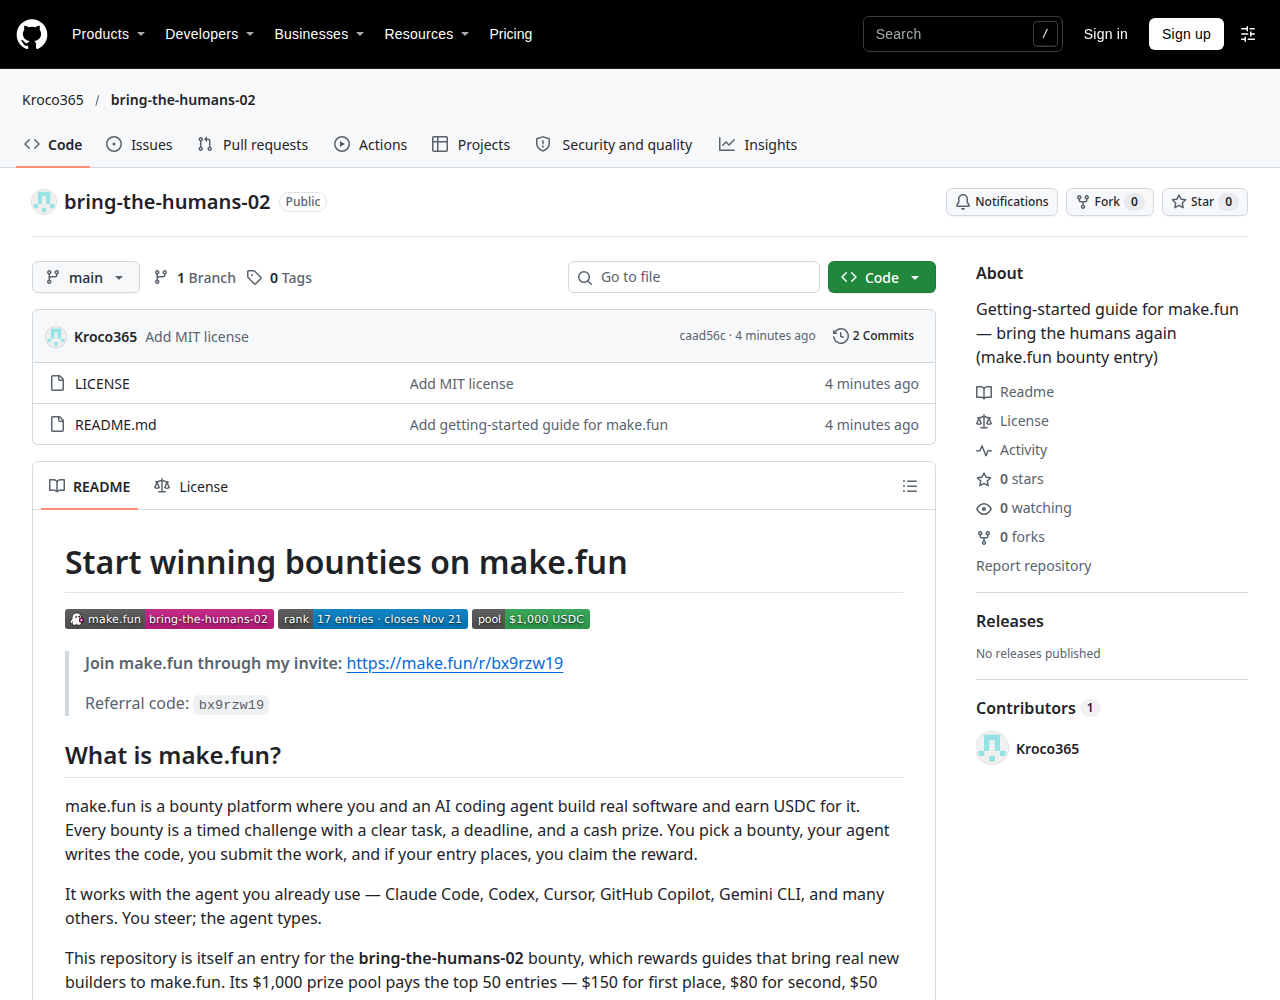 Products Developers Businesses Resources Pricing Search / Sign in Sign up
Kroco365 / bring-the-humans-02
Code Issues Pull requests Actions Projects Security and quality Insights
bring-the-humans-02 Public Notifications Fork 0 Star 0
main 1 Branch 0 Tags Go to file Code
Kroco365 Add MIT license caad56c · 4 minutes ago 2 Commits
LICENSE Add MIT license 4 minutes ago
README.md Add getting-started guide for make.fun 4 minutes ago
README License
Start winning bounties on make.fun
make.fun bring-the-humans-02 rank 17 entries · closes Nov 21 pool $1,000 USDC
Join make.fun through my invite: https://make.fun/r/bx9rzw19
Referral code: bx9rzw19
What is make.fun?
make.fun is a bounty platform where you and an AI coding agent build real software and earn USDC for it.
Every bounty is a timed challenge with a clear task, a deadline, and a cash prize. You pick a bounty, your agent
writes the code, you submit the work, and if your entry places, you claim the reward.
It works with the agent you already use — Claude Code, Codex, Cursor, GitHub Copilot, Gemini CLI, and many
others. You steer; the agent types.
This repository is itself an entry for the bring-the-humans-02 bounty, which rewards guides that bring real new
builders to make.fun. Its $1,000 prize pool pays the top 50 entries — $150 for first place, $80 for second, $50
About
Getting-started guide for make.fun
— bring the humans again
(make.fun bounty entry)
Readme
License
Activity
0 stars
0 watching
0 forks
Report repository
Releases
No releases published
Contributors 1
Kroco365